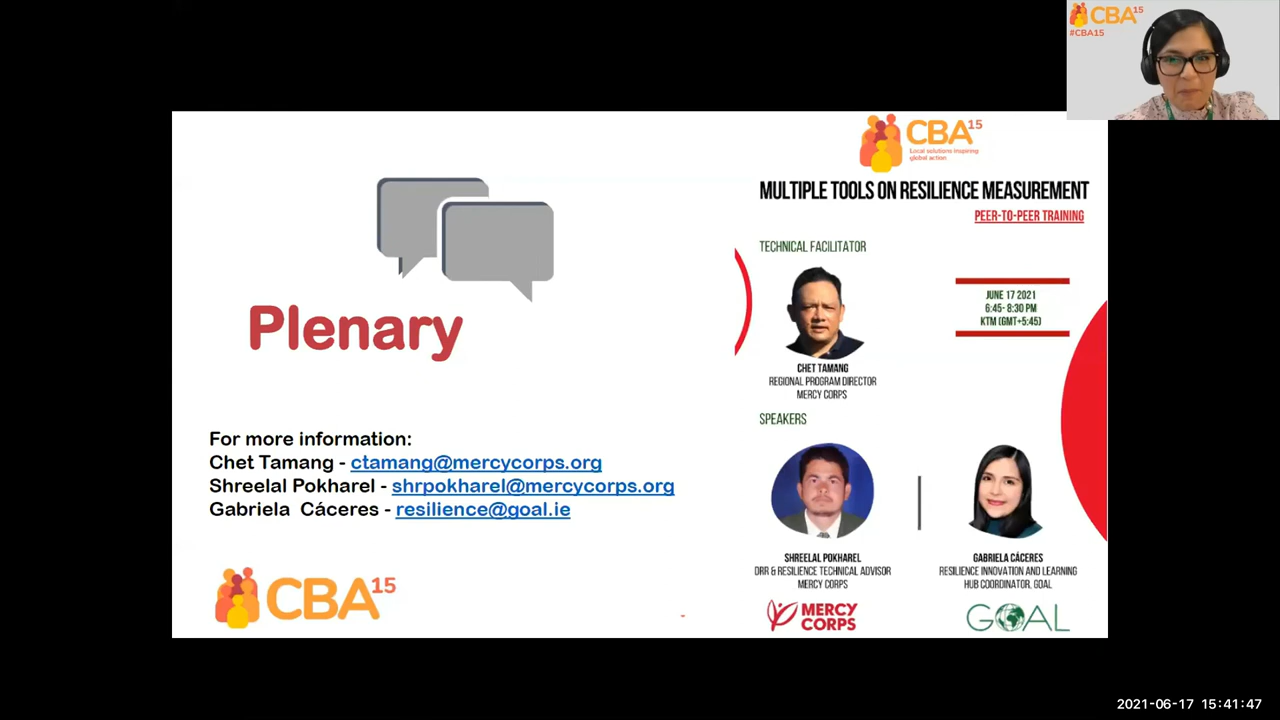 CBA15
#CBA15
CBA15
Local solutions inspiring
global action
MULTIPLE TOOLS ON RESILIENCE MEASUREMENT
PEER-TO-PEER TRAINING
TECHNICAL FACILITATOR
JUNE 17 2021
6:45- 8:30 PM
KTM (GMT+5:45)
CHET TAMANG
REGIONAL PROGRAM DIRECTOR
MERCY CORPS
SPEAKERS
SHREELAL POKHAREL
DRR & RESILIENCE TECHNICAL ADVISOR
MERCY CORPS
GABRIELA CÁCERES
RESILIENCE INNOVATION AND LEARNING
HUB COORDINATOR, GOAL
MERCY
CORPS
GOAL
Plenary
For more information:
Chet Tamang - ctamang@mercycorps.org
Shreelal Pokharel - shrpokharel@mercycorps.org
Gabriela  Cáceres - resilience@goal.ie
CBA15
2021-06-17 15:41:47